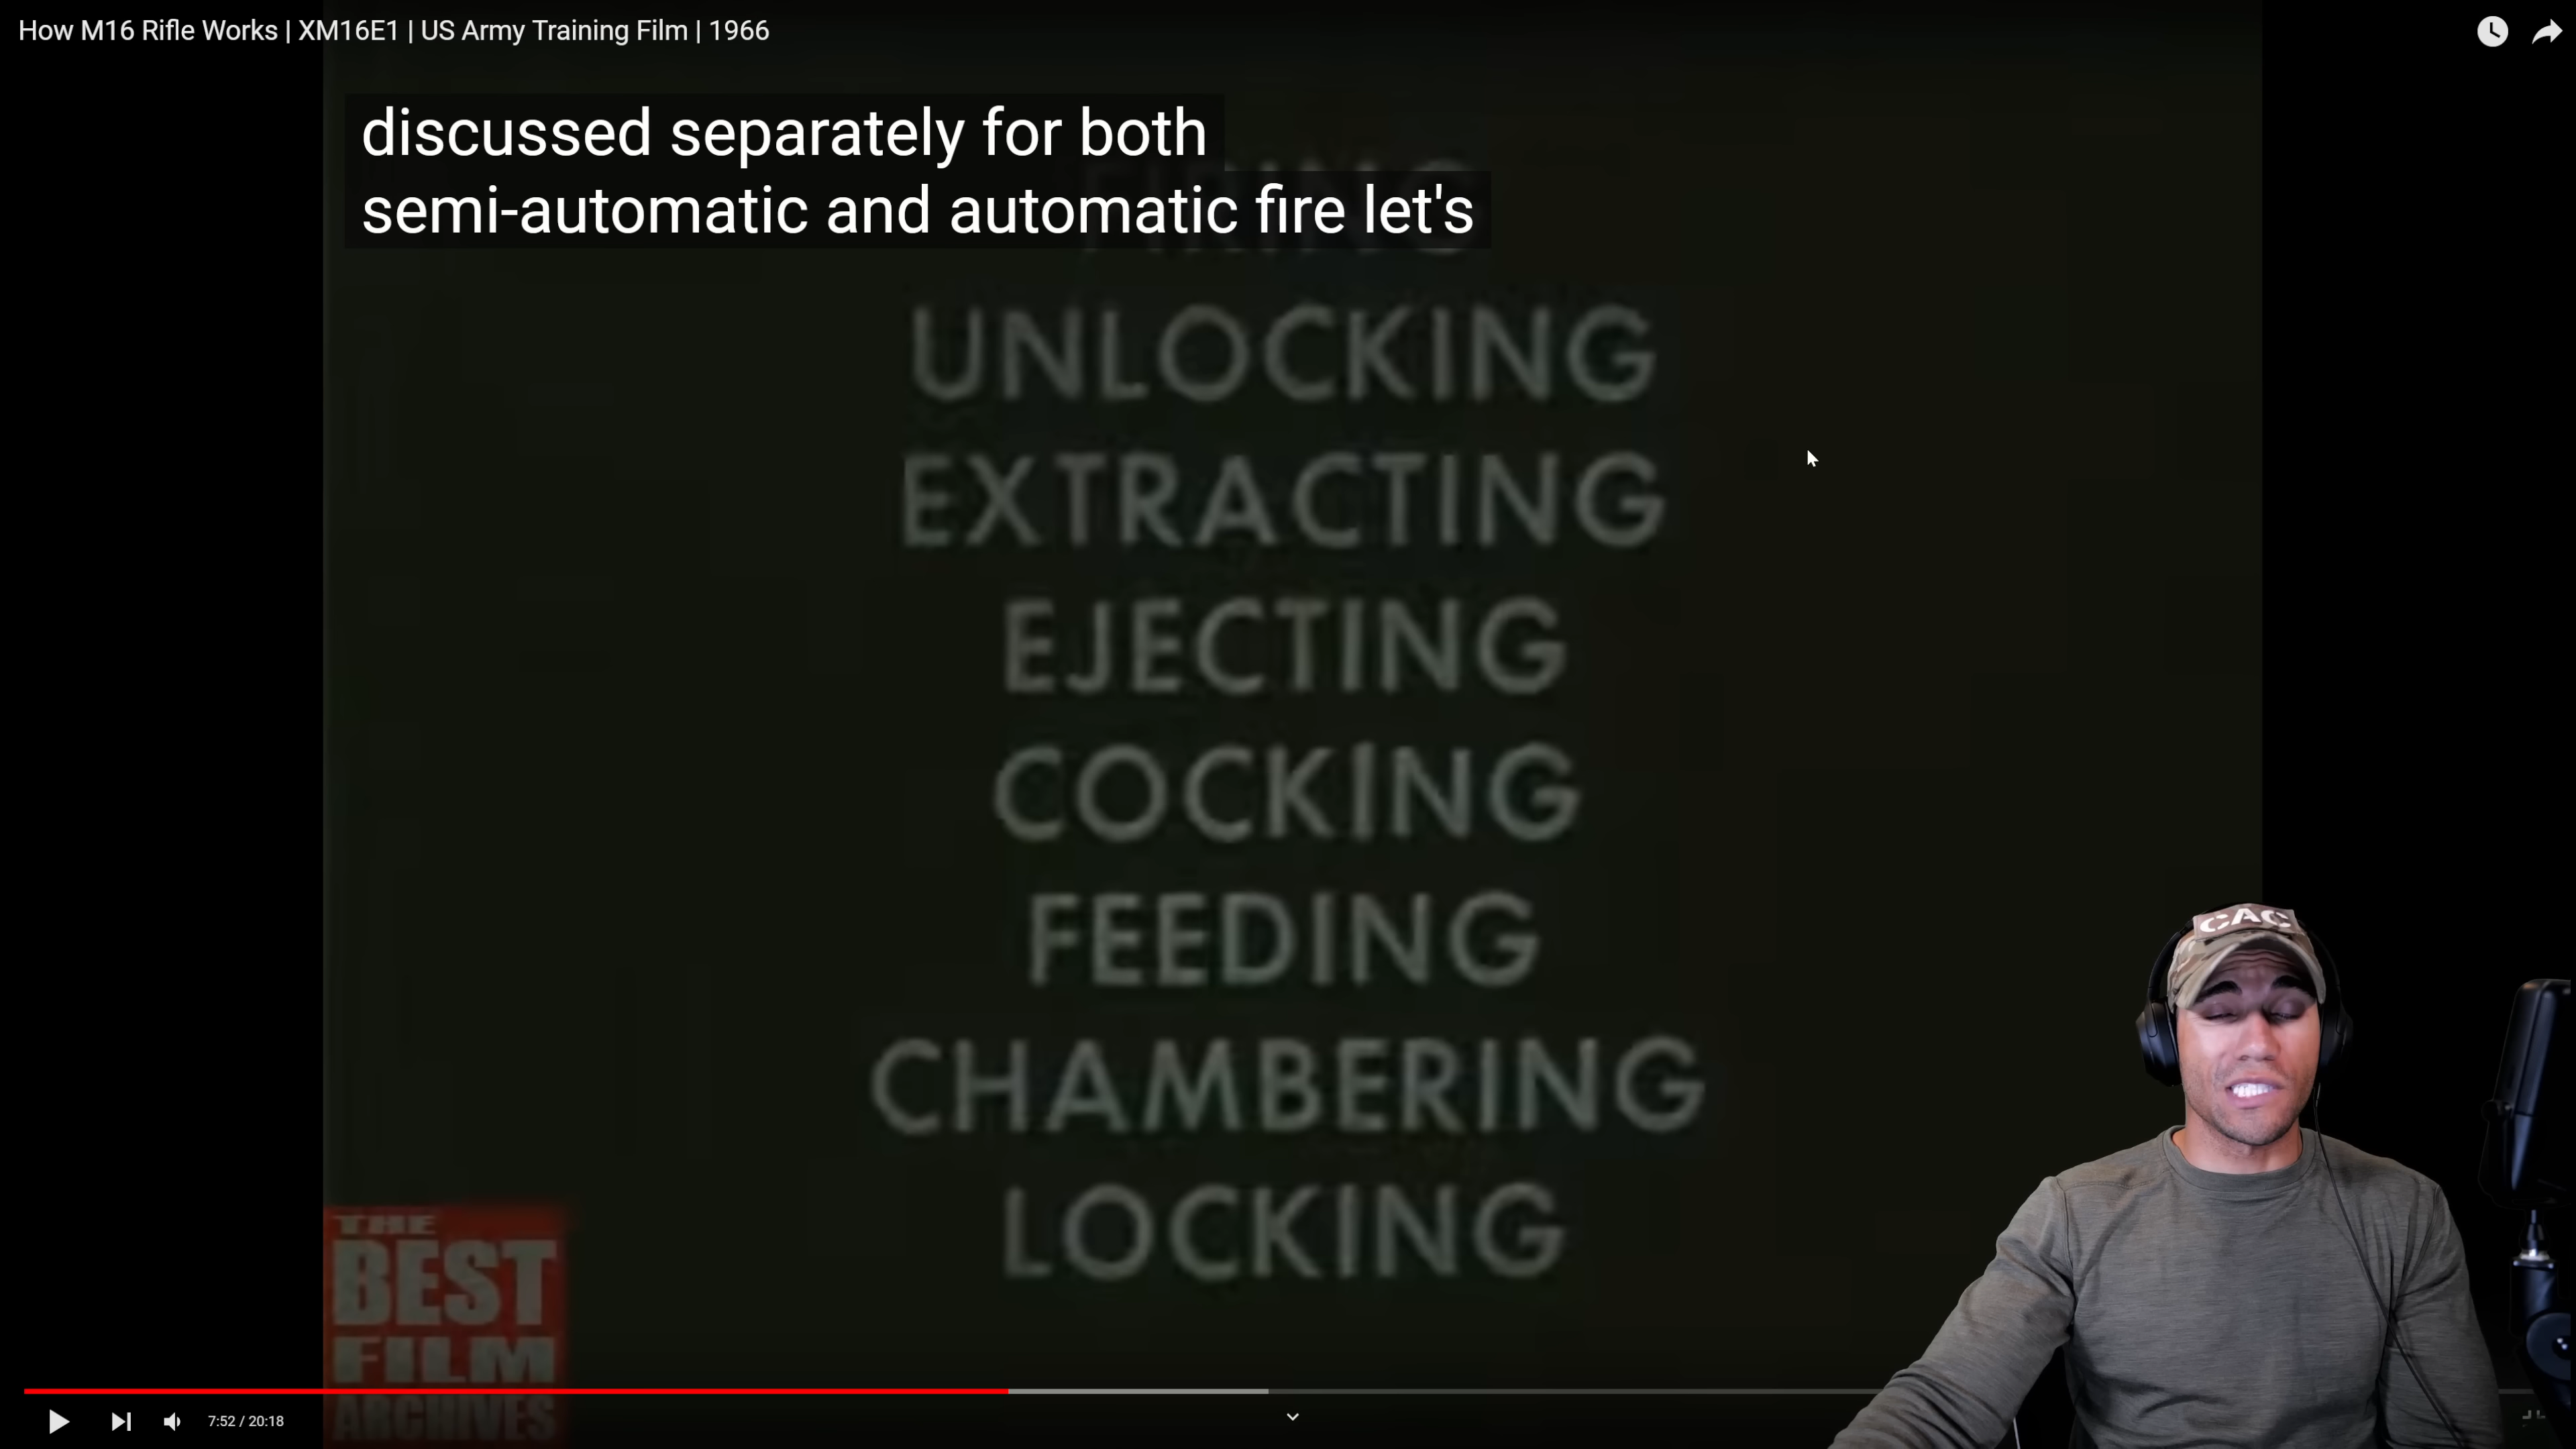 How M16 Rifle Works | XM16E1 | US Army Training Film | 1966
discussed separately for both
semi-automatic and automatic fire let's
FIRING
UNLOCKING
EXTRACTING
EJECTING
COCKING
FEEDING
CHAMBERING
LOCKING
CAC
THE
BEST
FILM
ARCHIVES
7:52 / 20:18